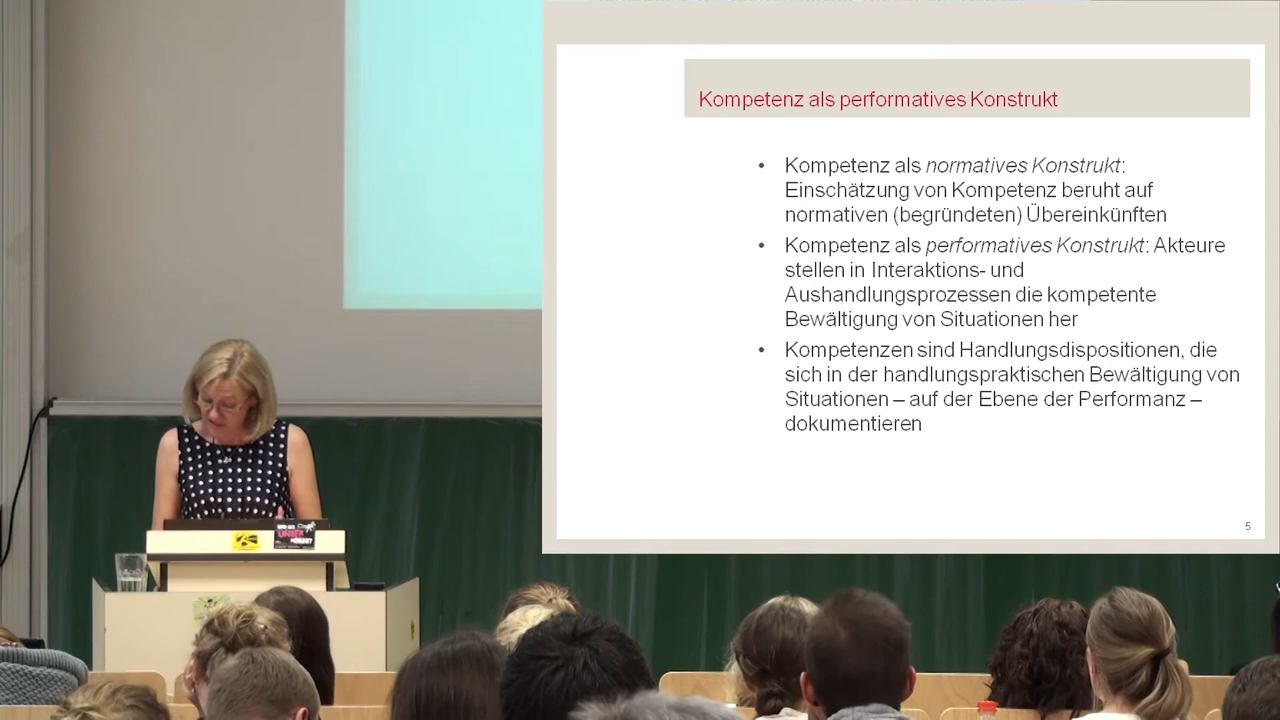 Kompetenz als performatives Konstrukt
• Kompetenz als normatives Konstrukt:
Einschätzung von Kompetenz beruht auf
normativen (begründeten) Übereinkünften
• Kompetenz als performatives Konstrukt: Akteure
stellen in Interaktions- und
Aushandlungsprozessen die kompetente
Bewältigung von Situationen her
• Kompetenzen sind Handlungsdispositionen, die
sich in der handlungspraktischen Bewältigung von
Situationen – auf der Ebene der Performanz –
dokumentieren
5
UNSER